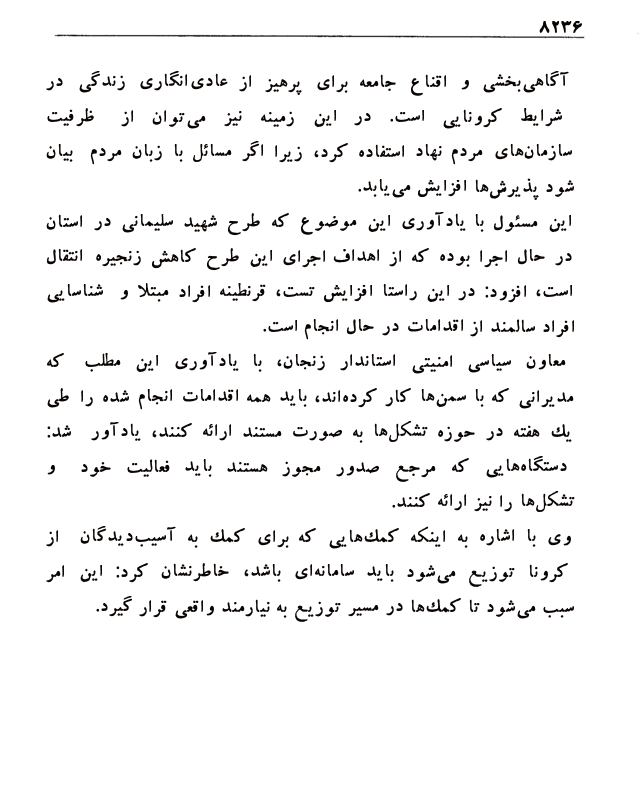 ۸۲۳۶
آگاهی‌بخشی و اقناع جامعه برای پرهیز از عادی‌انگاری زندگی در
شرایط کرونایی است. در این زمینه نیز می‌توان از ظرفیت
سازمان‌های مردم نهاد استفاده کرد، زیرا اگر مسائل با زبان مردم بیان
شود پذیرش‌ها افزایش می‌یابد.
این مسئول با یادآوری این موضوع که طرح شهید سلیمانی در استان
در حال اجرا بوده که از اهداف اجرای این طرح کاهش زنجیره انتقال
است، افزود: در این راستا افزایش تست، قرنطینه افراد مبتلا و شناسایی
افراد سالمند از اقدامات در حال انجام است.
معاون سیاسی امنیتی استاندار زنجان، با یادآوری این مطلب که
مدیرانی که با سمن‌ها کار کرده‌اند، باید همه اقدامات انجام شده را طی
یك هفته در حوزه تشکل‌ها به صورت مستند ارائه کنند، یادآور شد:
دستگاه‌هایی که مرجع صدور مجوز هستند باید فعالیت خود و
تشکل‌ها را نیز ارائه کنند.
وی با اشاره به اینکه کمك‌هایی که برای کمك به آسیب‌دیدگان از
کرونا توزیع می‌شود باید سامانه‌ای باشد، خاطرنشان کرد: این امر
سبب می‌شود تا کمك‌ها در مسیر توزیع به نیارمند واقعی قرار گیرد.